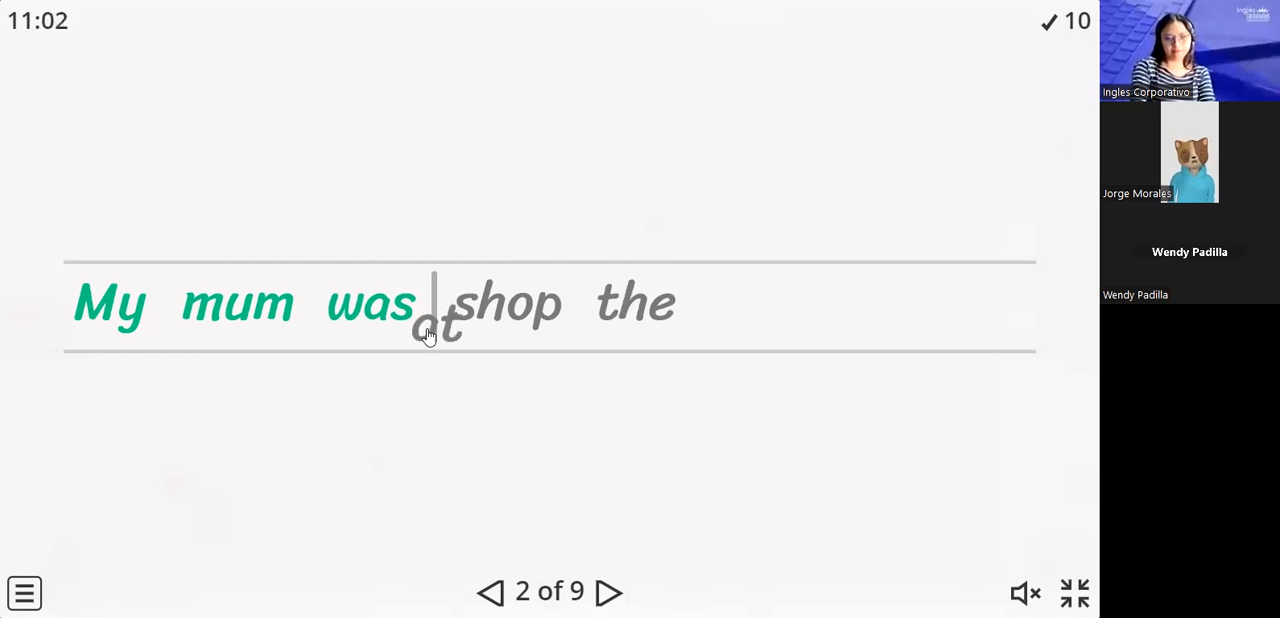 11:02
10
Ingles Corporativo
Jorge Morales
Wendy Padilla
Wendy Padilla
My mum was at shop the
2 of 9